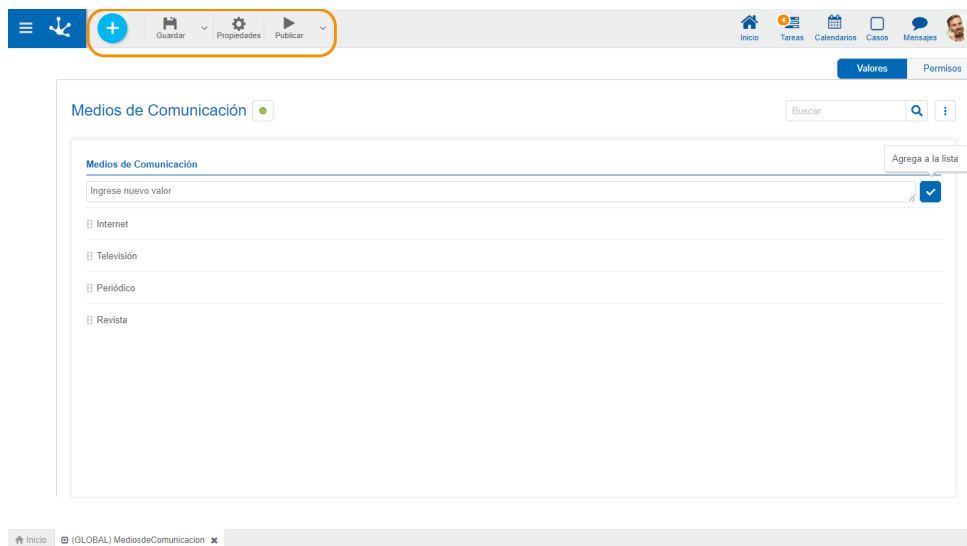 Guardar Propiedades Publicar
Inicio 4 Tareas Calendarios Casos Mensajes
Valores Permisos
Medios de Comunicación
Buscar
Agrega a la lista
Medios de Comunicación
Ingrese nuevo valor
Internet
Televisión
Periódico
Revista
Inicio (GLOBAL) MediosdeComunicacion